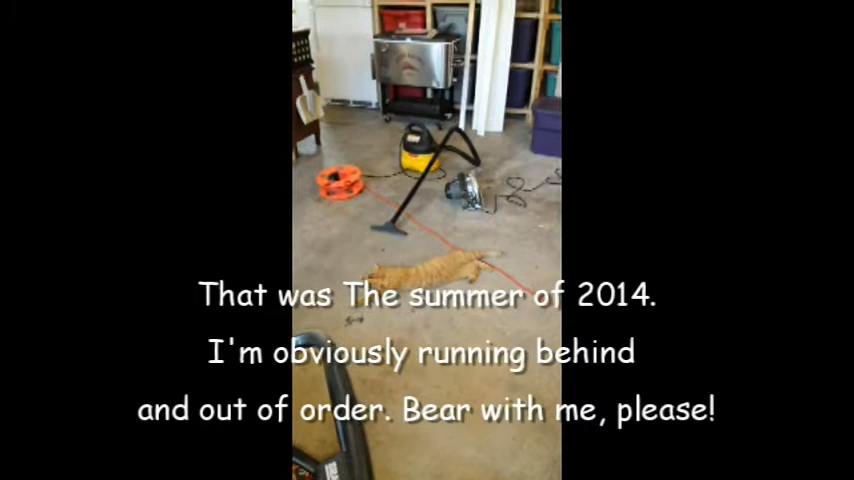 That was The summer of 2014.
I'm obviously running behind
and out of order. Bear with me, please!